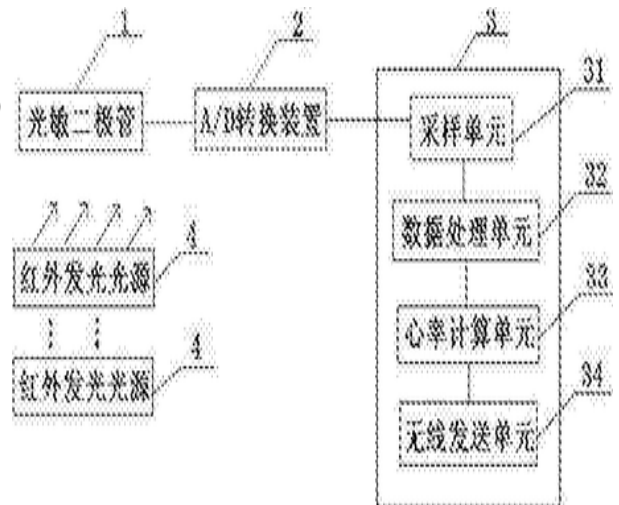 1
2
3
光敏二极管
A/D转换装置
31
采样单元
32
数据处理单元
4
红外发光光源
33
心率计算单元
4
红外发光光源
34
无线发送单元